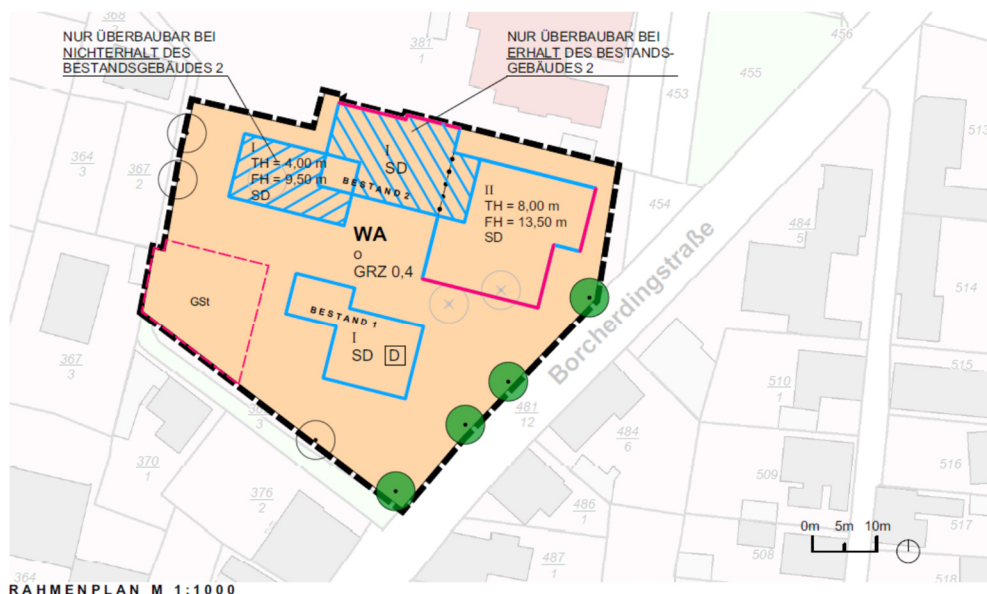 NUR ÜBERBAUBAR BEI
NICHTERHALT DES
BESTANDSGEBÄUDES 2
NUR ÜBERBAUBAR BEI
ERHALT DES BESTANDS-
GEBÄUDES 2
368
381
1
455
456
453
513
364
3
367
2
I
TH = 4,00 m
FH = 9,50 m
SD
I
SD
BESTAND 2
II
TH = 8,00 m
FH = 13,50 m
SD
454
484
5
WA
o
GRZ 0,4
GSt
BESTAND 1
I
SD D
Borcherdingstraße
514
367
3
515
510
1
3
481
12
484
6
370
1
376
2
509
516
486
1
0m 5m 10m
517
487
1
508
364
518
RAHMENPLAN M 1:1000